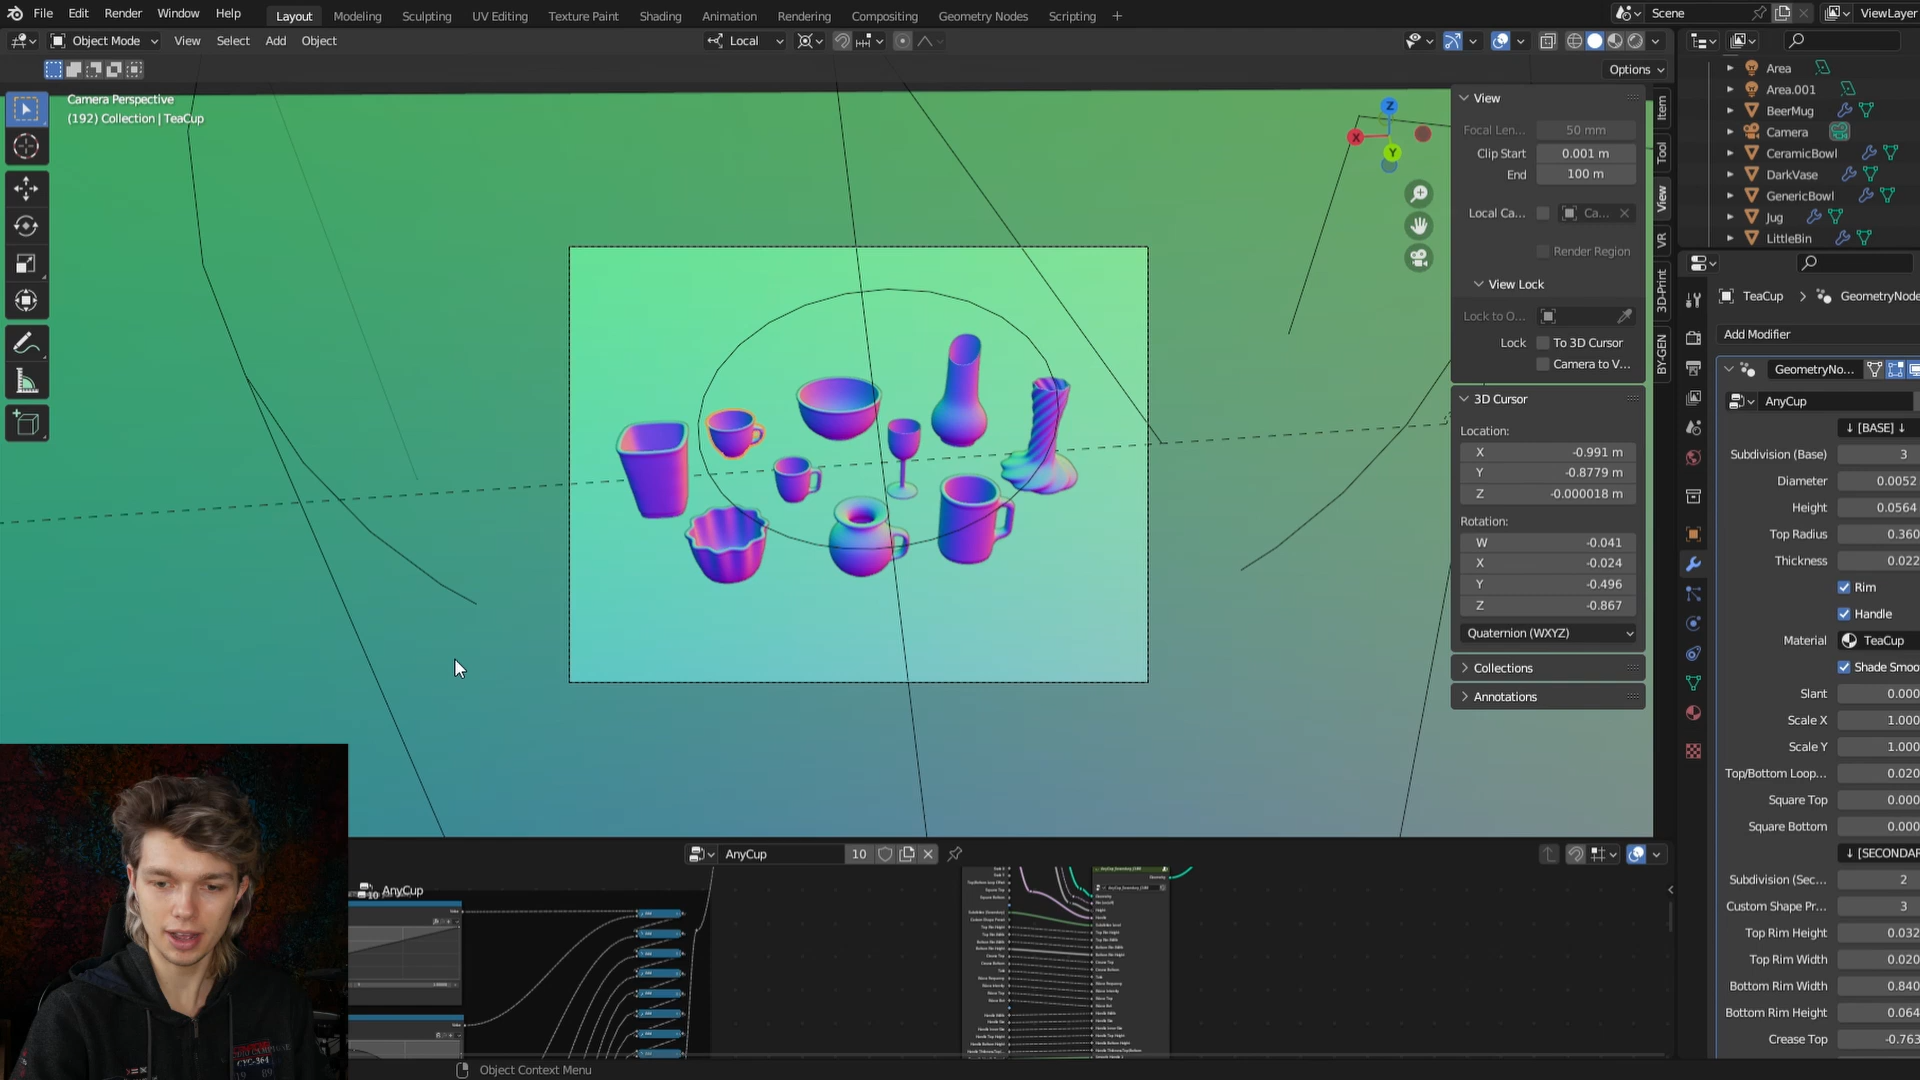 File Edit Render Window Help Layout Modeling Sculpting UV Editing Texture Paint Shading Animation Rendering Compositing Geometry Nodes Scripting + Scene ViewLayer
Object Mode View Select Add Object Local
Options
Camera Perspective
(192) Collection | TeaCup
Z
X
Y
View
Focal Len... 50 mm
Clip Start 0.001 m
End 100 m
Local Ca... Ca...
Render Region
View Lock
Lock to O...
Lock To 3D Cursor
Camera to V...
3D Cursor
Location:
X -0.991 m
Y -0.8779 m
Z -0.000018 m
Rotation:
W -0.041
X -0.024
Y -0.496
Z -0.867
Quaternion (WXYZ)
Collections
Annotations
Item
Tool
View
VR
3D-Print
BY-GEN
Area
Area.001
BeerMug
Camera
CeramicBowl
DarkVase
GenericBowl
Jug
LittleBin
TeaCup > GeometryNode
Add Modifier
GeometryNo...
AnyCup
↓ [BASE] ↓
Subdivision (Base) 3
Diameter 0.0052
Height 0.0564
Top Radius 0.360
Thickness 0.022
Rim
Handle
Material TeaCup
Shade Smoo
Slant 0.000
Scale X 1.000
Scale Y 1.000
Top/Bottom Loop... 0.020
Square Top 0.000
Square Bottom 0.000
↓ [SECONDAR
Subdivision (Sec... 2
Custom Shape Pr... 3
Top Rim Height 0.032
Top Rim Width 0.020
Bottom Rim Width 0.840
Bottom Rim Height 0.064
Crease Top -0.763
AnyCup 10
AnyCup
10
Object Context Menu